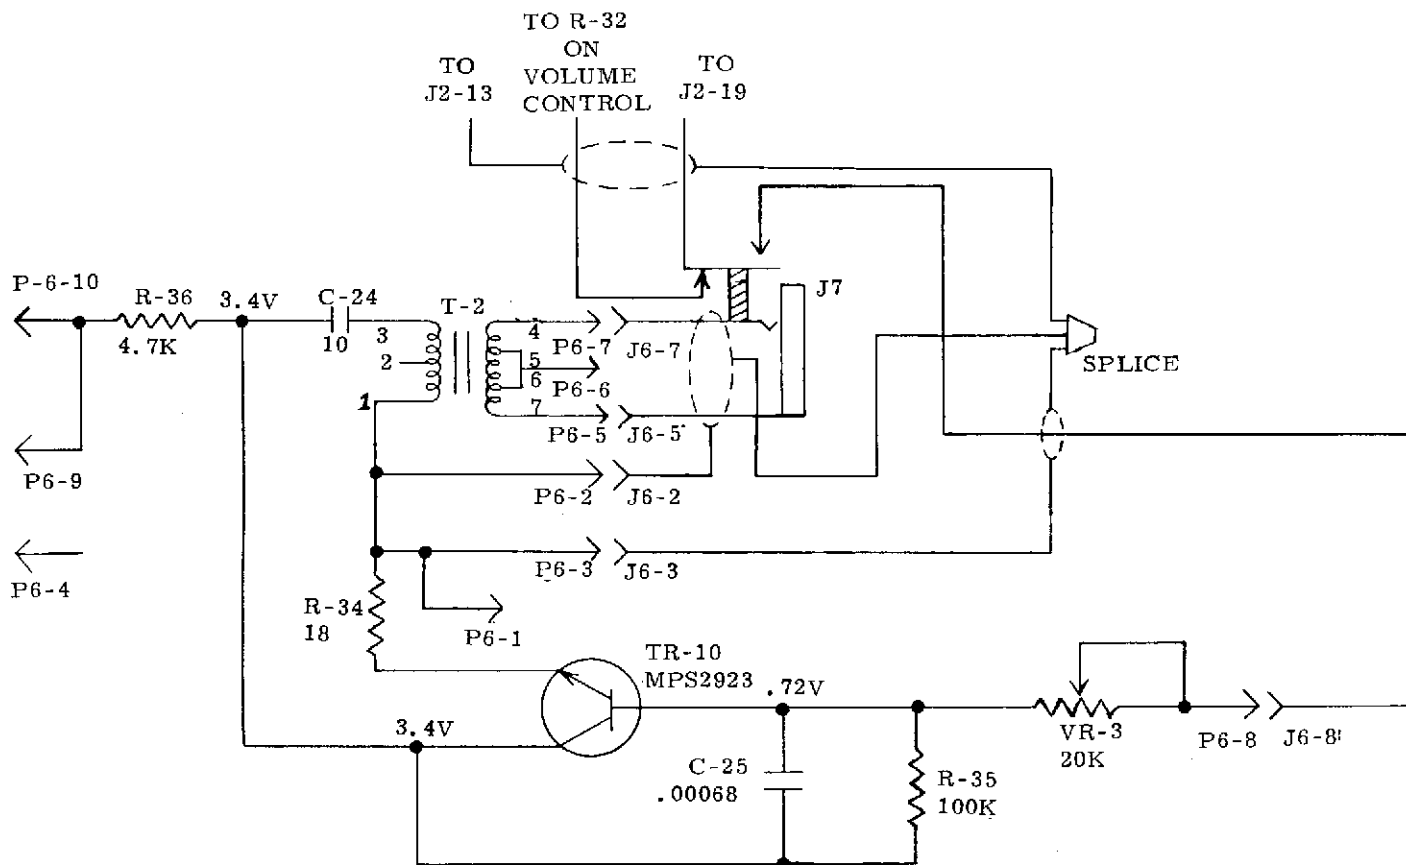 TO R-32
ON
VOLUME
CONTROL
TO
J2-13
TO
J2-19
P-6-10
R-36
4.7K
3.4V
C-24
10
T-2
3
2
1
4
5
6
7
P6-7
J6-7
P6-6
P6-5
J6-5
J7
SPLICE
P6-9
P6-2
J6-2
P6-4
P6-3
J6-3
R-34
18
P6-1
TR-10
MPS2923
.72V
3.4V
VR-3
20K
P6-8
J6-8
C-25
.00068
R-35
100K